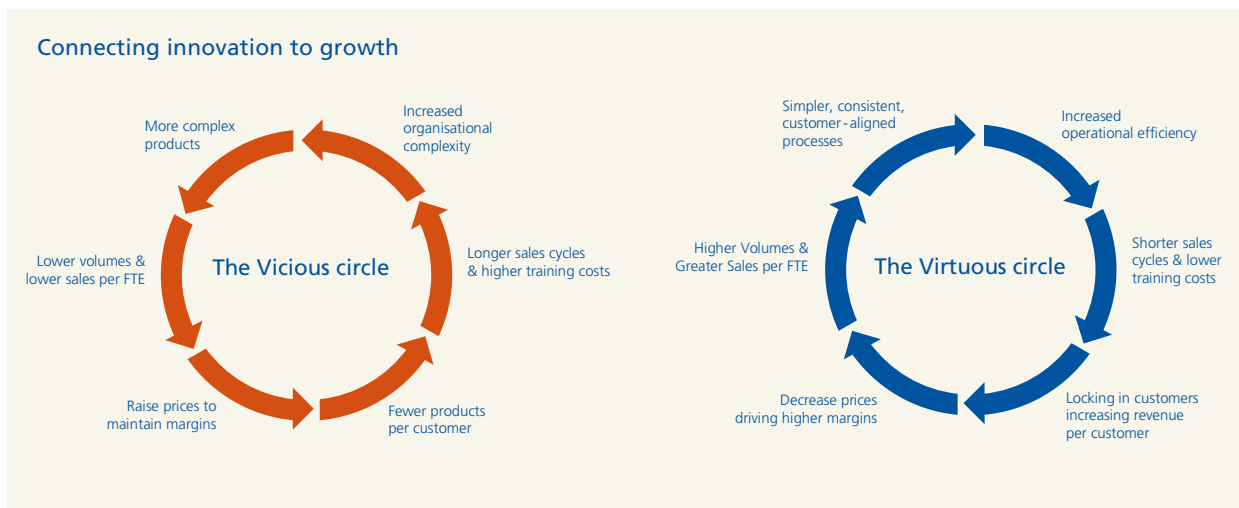 Connecting innovation to growth
Increased
organisational
complexity
More complex
products
Lower volumes &
lower sales per FTE
The Vicious circle
Longer sales cycles
& higher training costs
Raise prices to
maintain margins
Fewer products
per customer
Simpler, consistent,
customer-aligned
processes
Increased
operational efficiency
Higher Volumes &
Greater Sales per FTE
The Virtuous circle
Shorter sales
cycles & lower
training costs
Decrease prices
driving higher margins
Locking in customers
increasing revenue
per customer